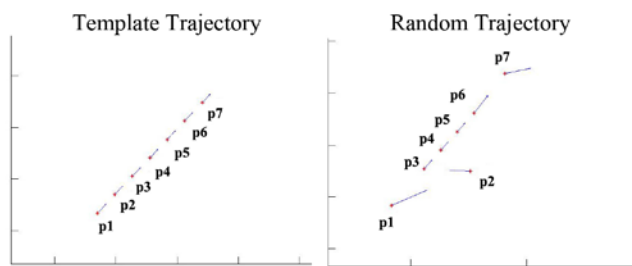 Template Trajectory
p7
p6
p5
p4
p3
p2
p1
Random Trajectory
p7
p6
p5
p4
p3
p2
p1